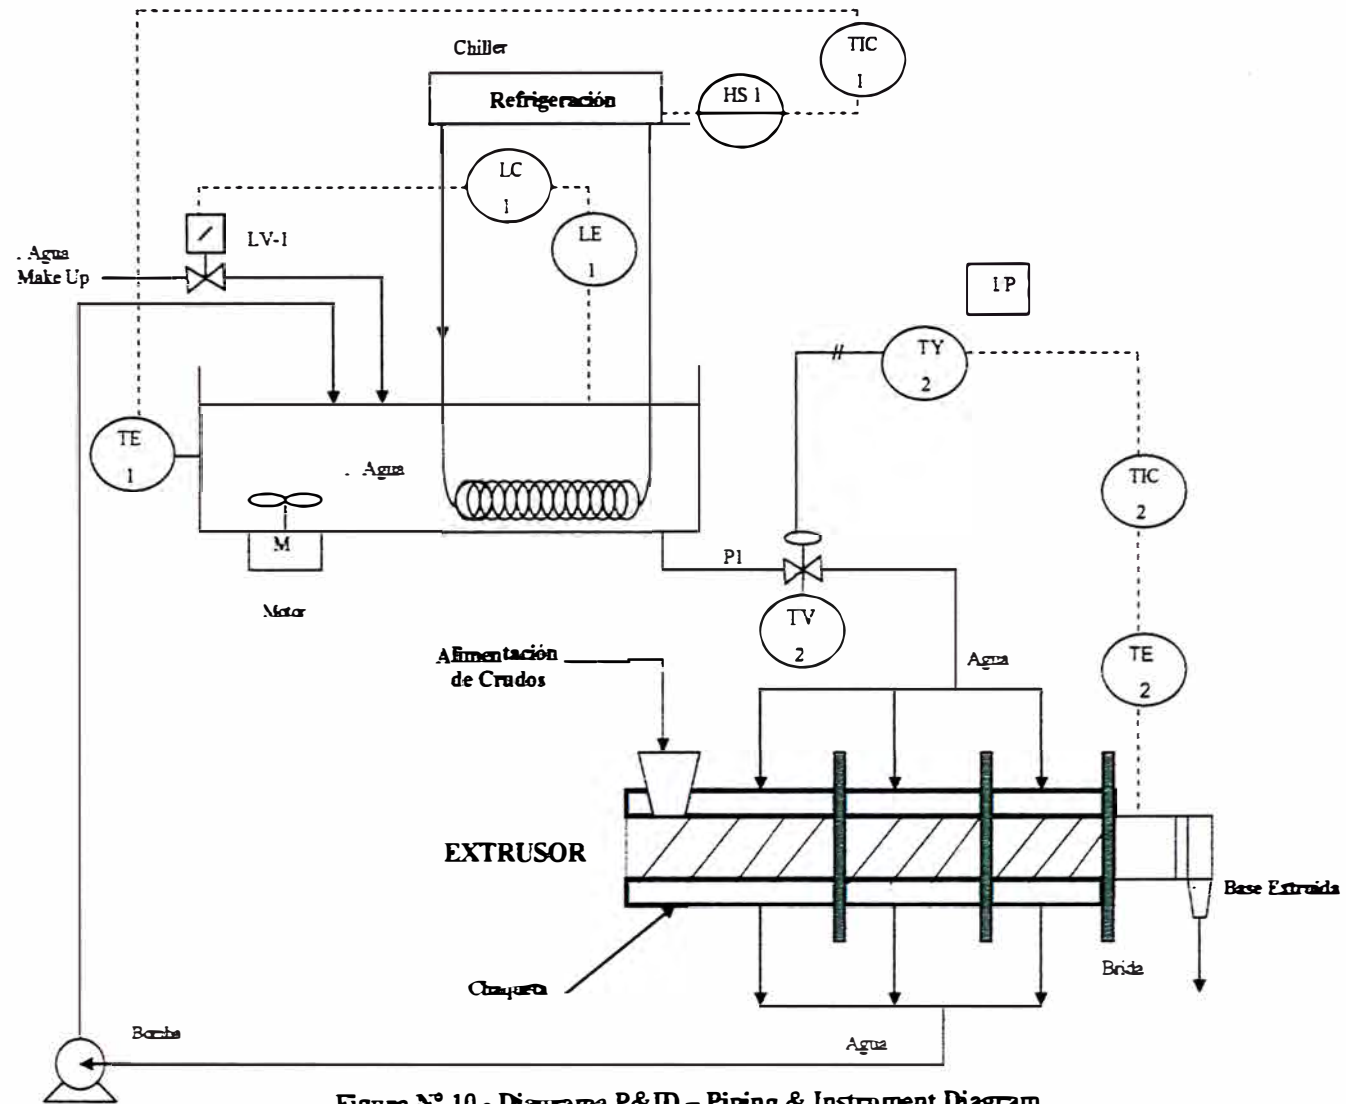 Chiller
TIC
1
Refrigeración
HS 1
LC
1
LV-1
LE
1
. Agua
Make Up
I P
TY
2
TE
1
. Agua
TIC
2
M
P1
Motor
TV
2
Alimentación
de Crudos
Agua
TE
2
EXTRUSOR
Base Extruida
Brida
Chaqueta
Bomba
Agua
Figura Nº 10 - Diagrama P&ID – Piping & Instrument Diagram